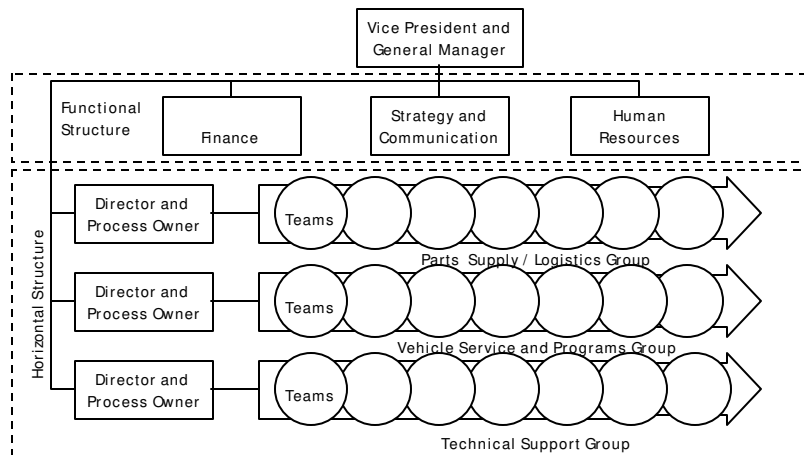 Vice President and
General Manager
Functional
Structure
Finance
Strategy and
Communication
Human
Resources
Horizontal Structure
Director and
Process Owner
Teams
Parts Supply / Logistics Group
Director and
Process Owner
Teams
Vehicle Service and Programs Group
Director and
Process Owner
Teams
Technical Support Group